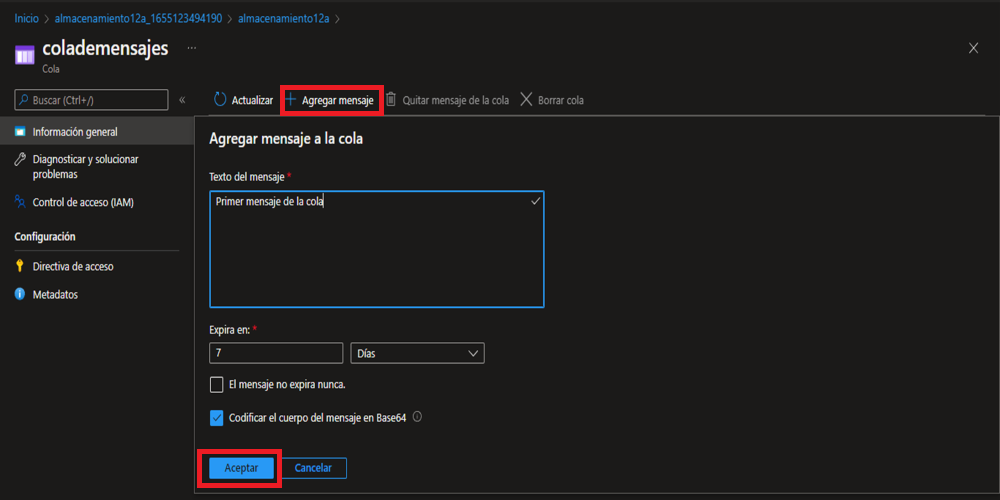 Inicio > almacenamiento12a_1655123494190 > almacenamiento12a >
colademensajes ...
Cola
Buscar (Ctrl+/) «
Actualizar + Agregar mensaje Quitar mensaje de la cola Borrar cola
Información general
Diagnosticar y solucionar
problemas
Control de acceso (IAM)
Configuración
Directiva de acceso
Metadatos
Agregar mensaje a la cola
Texto del mensaje *
Primer mensaje de la cola
Expira en: *
7 Días
El mensaje no expira nunca.
Codificar el cuerpo del mensaje en Base64
Aceptar Cancelar